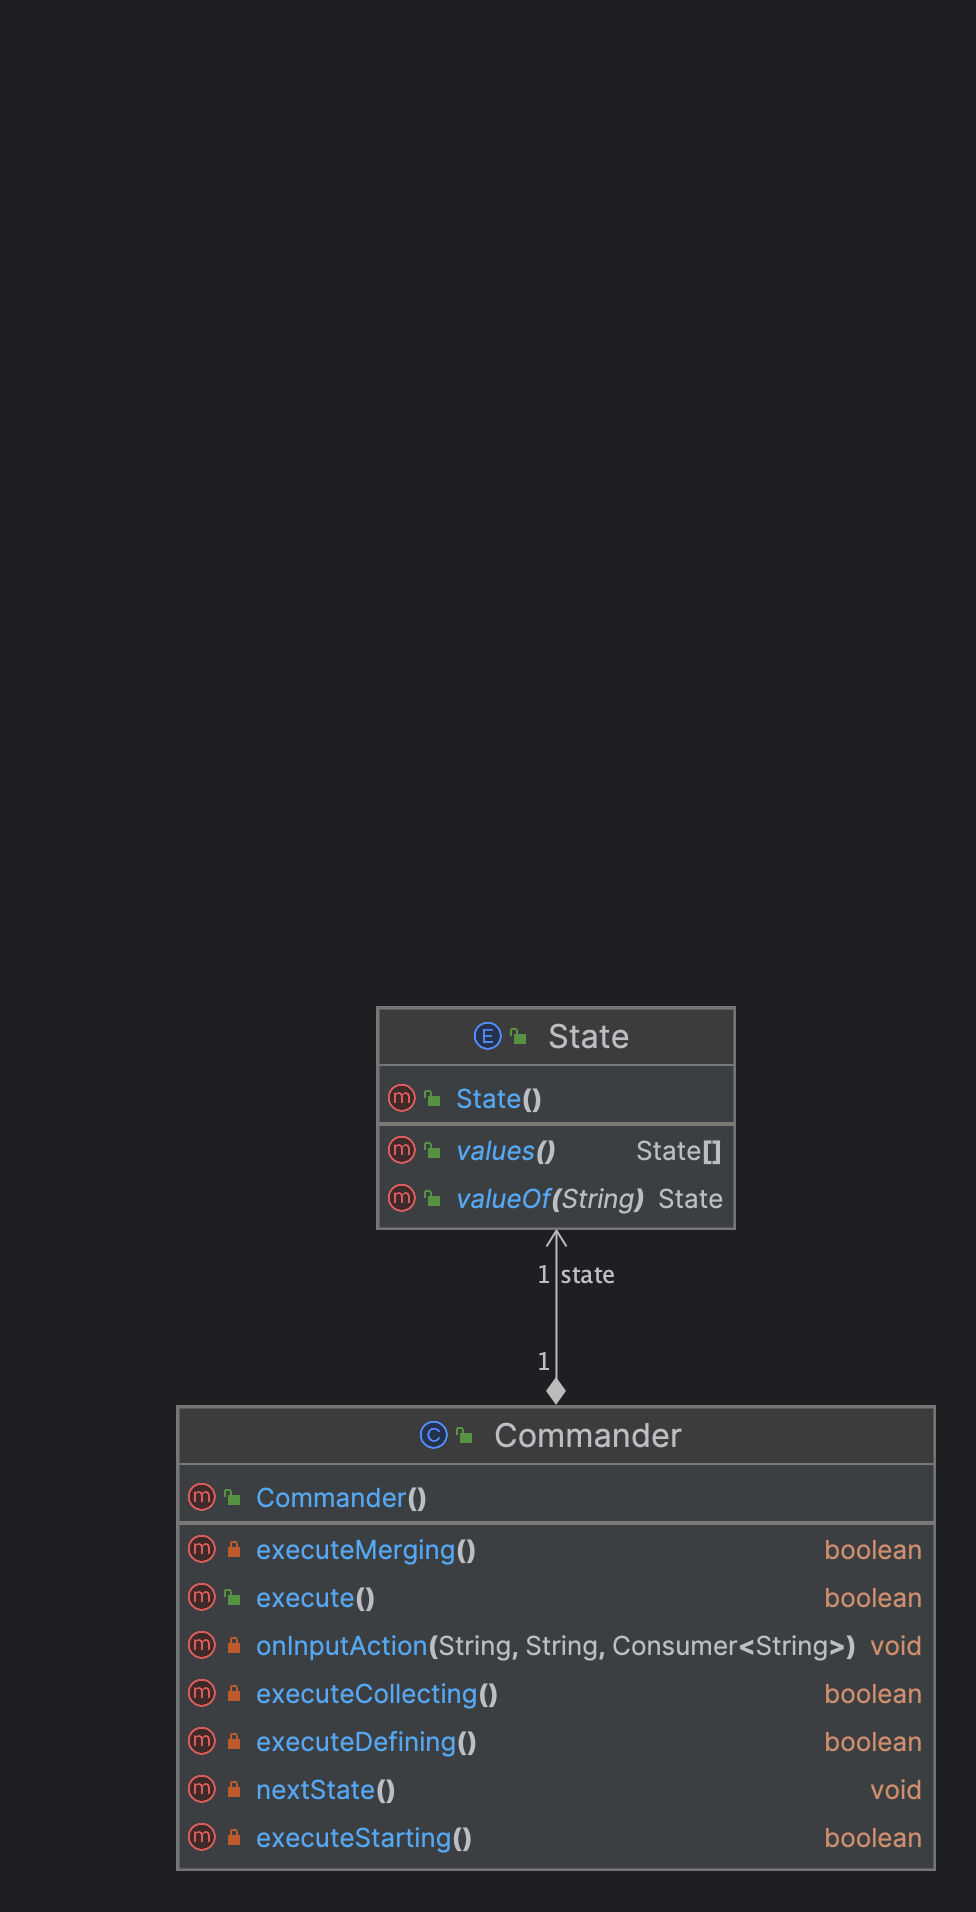 E State
m State()
m values() State[]
m valueOf(String) State
1 state
1
C Commander
m Commander()
m executeMerging() boolean
m execute() boolean
m onInputAction(String, String, Consumer<String>) void
m executeCollecting() boolean
m executeDefining() boolean
m nextState() void
m executeStarting() boolean